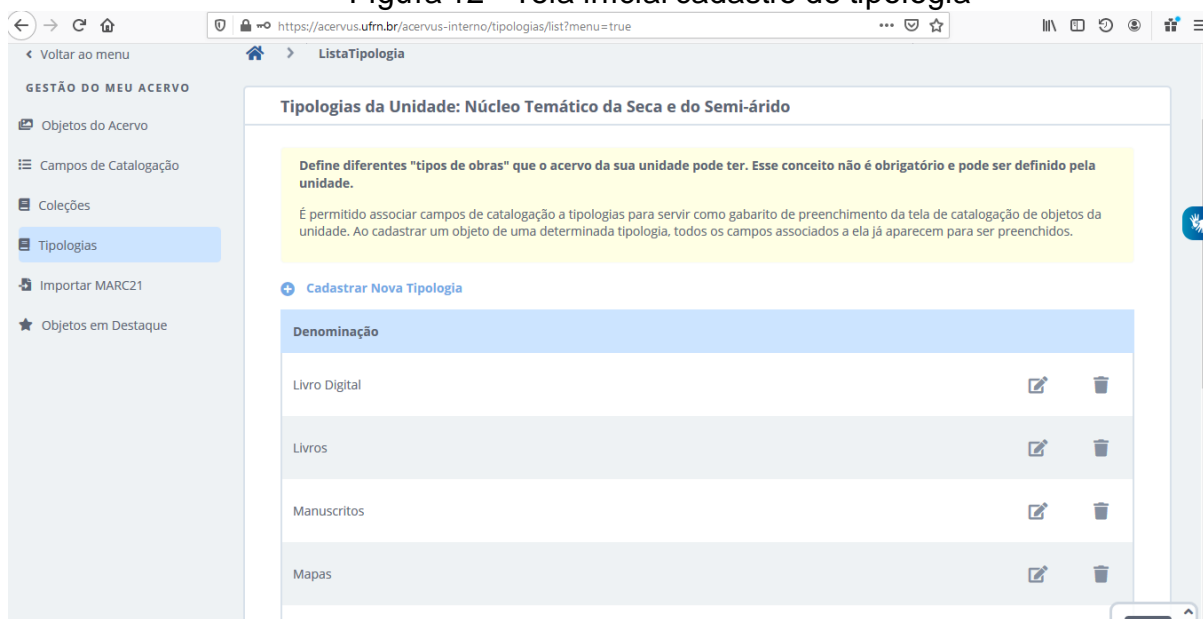 Figura 12 - Tela inicial cadastro de tipologia
https://acervus.ufrn.br/acervus-interno/tipologias/list?menu=true
Voltar ao menu
ListaTipologia
GESTÃO DO MEU ACERVO
Objetos do Acervo
Campos de Catalogação
Coleções
Tipologias
Importar MARC21
Objetos em Destaque
Tipologias da Unidade: Núcleo Temático da Seca e do Semi-árido
Define diferentes "tipos de obras" que o acervo da sua unidade pode ter. Esse conceito não é obrigatório e pode ser definido pela
unidade.
É permitido associar campos de catalogação a tipologias para servir como gabarito de preenchimento da tela de catalogação de objetos da
unidade. Ao cadastrar um objeto de uma determinada tipologia, todos os campos associados a ela já aparecem para ser preenchidos.
Cadastrar Nova Tipologia
Denominação
Livro Digital
Livros
Manuscritos
Mapas